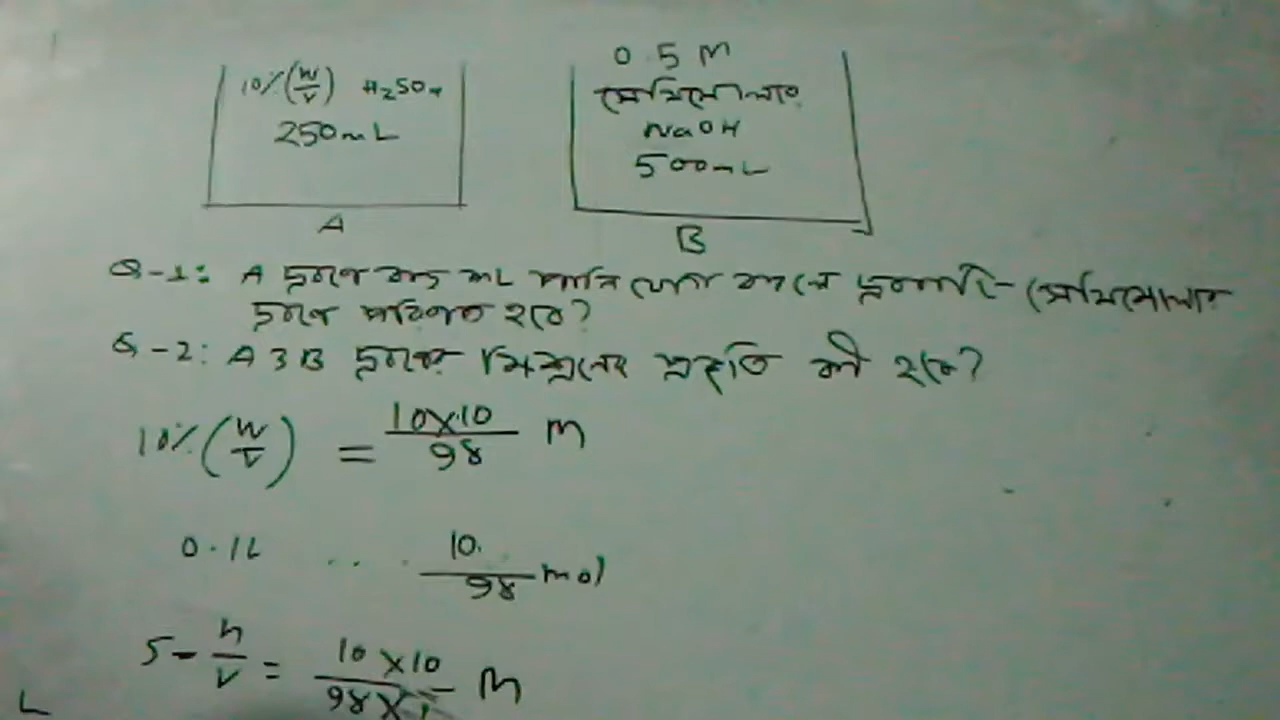 10% (W/V) H₂SO₄
250mL
A
0.5 M
সেমিমোলার
NaOH
500mL
B
Q-1: A দ্রবণে কত mL পানি যোগ করলে দ্রবণটি সেমিমোলার
দ্রবণে পরিণত হবে?
Q-2: A ও B দ্রবণের মিশ্রণের প্রকৃতি কী হবে?
10% (W/V) = 10×10/98 M
0.1L ... 10/98 mol
S = n/V = 10×10/98×1 M
L